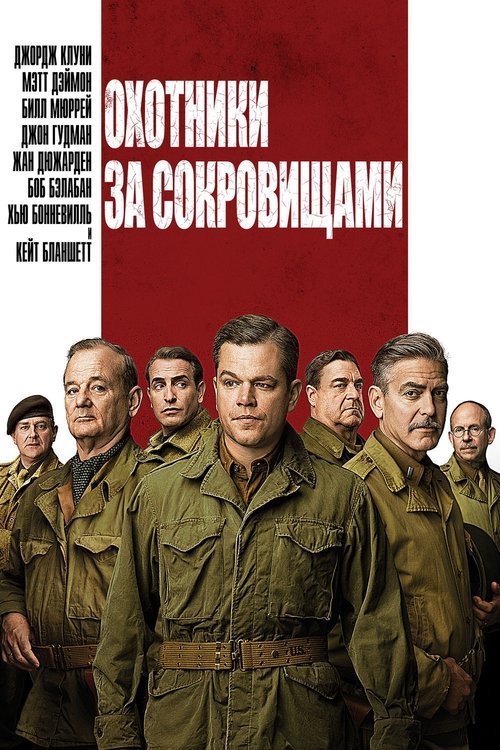 ДЖОРДЖ КЛУНИ
МЭТТ ДЭЙМОН
БИЛЛ МЮРРЕЙ
ДЖОН ГУДМАН
ЖАН ДЮЖАРДЕН
БОБ БЭЛАБАН
ХЬЮ БОННЕВИЛЛЬ
И
КЕЙТ БЛАНШЕТТ
ОХОТНИКИ
ЗА СОКРОВИЩАМИ
U.S.